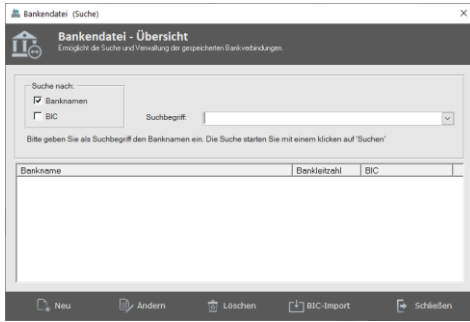 Bankendatei (Suche)
Bankendatei - Übersicht
Ermöglicht die Suche und Verwaltung der gespeicherten Bankverbindungen.
Suche nach:
Banknamen
BIC
Suchbegriff:
Bitte geben Sie als Suchbegriff den Banknamen ein. Die Suche starten Sie mit einem klicken auf 'Suchen'
Bankname Bankleitzahl BIC
Neu Ändern Löschen BIC-Import Schließen